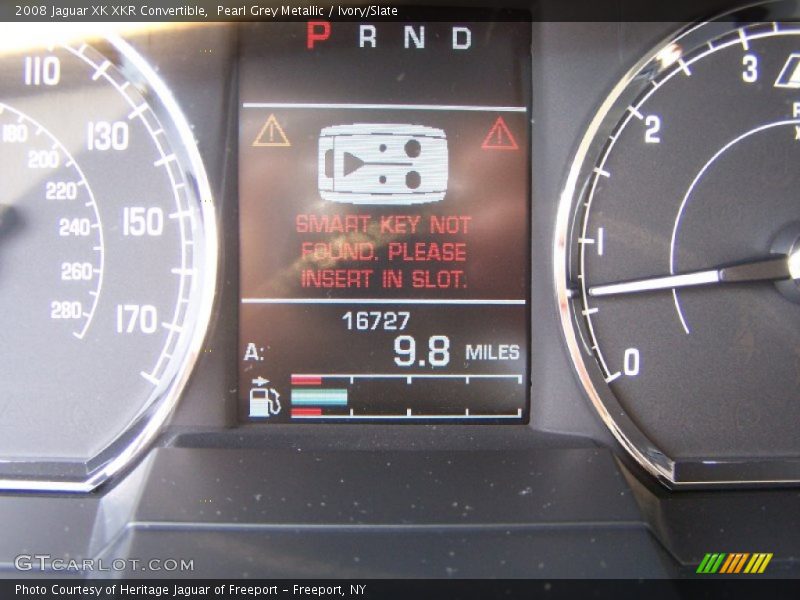 2008 Jaguar XK XKR Convertible, Pearl Grey Metallic / Ivory/Slate
P R N D
110
130
150
170
180
200
220
240
260
280
SMART KEY NOT
FOUND. PLEASE
INSERT IN SLOT.
16727
A: 9.8 MILES
3
2
1
0
GTCARLOT.COM
Photo Courtesy of Heritage Jaguar of Freeport - Freeport, NY